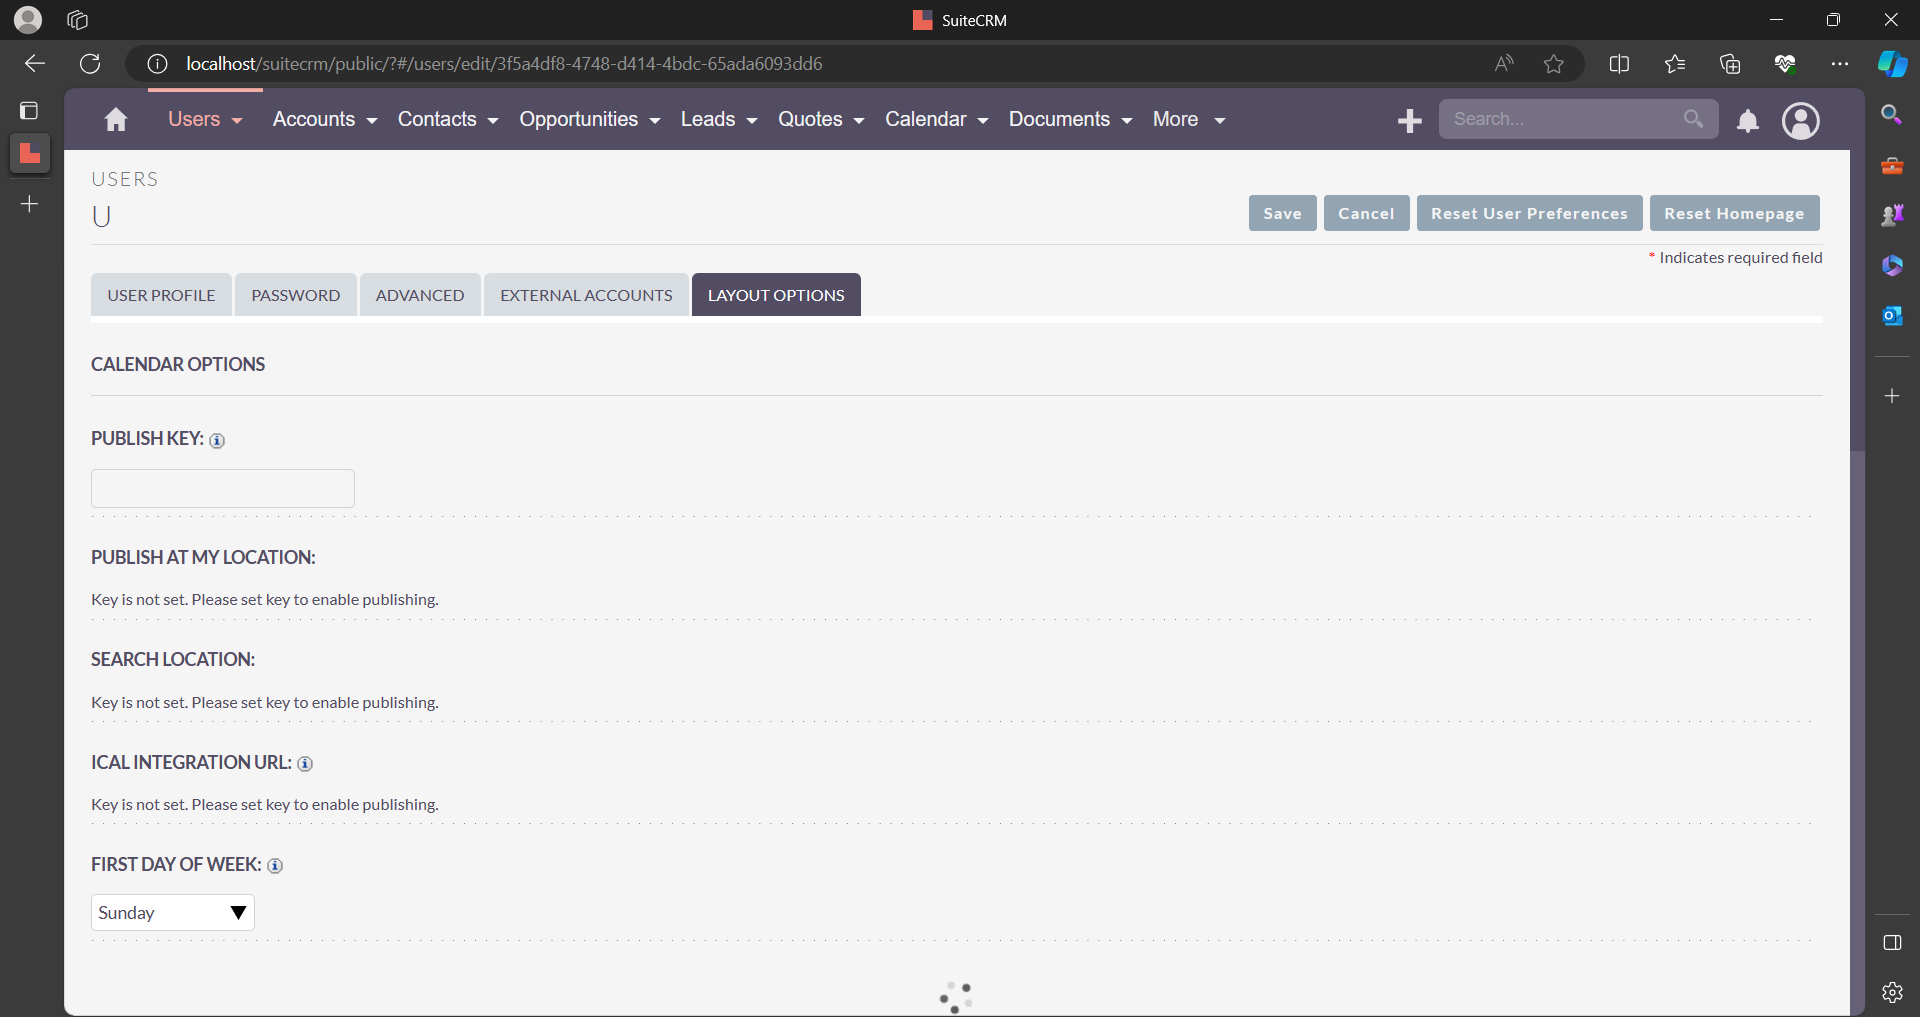 SuiteCRM
localhost/suitecrm/public/?#/users/edit/3f5a4df8-4748-d414-4bdc-65ada6093dd6
Users Accounts Contacts Opportunities Leads Quotes Calendar Documents More Search...
USERS
U
Save Cancel Reset User Preferences Reset Homepage
* Indicates required field
USER PROFILE PASSWORD ADVANCED EXTERNAL ACCOUNTS LAYOUT OPTIONS
CALENDAR OPTIONS
PUBLISH KEY:
PUBLISH AT MY LOCATION:
Key is not set. Please set key to enable publishing.
SEARCH LOCATION:
Key is not set. Please set key to enable publishing.
ICAL INTEGRATION URL:
Key is not set. Please set key to enable publishing.
FIRST DAY OF WEEK:
Sunday